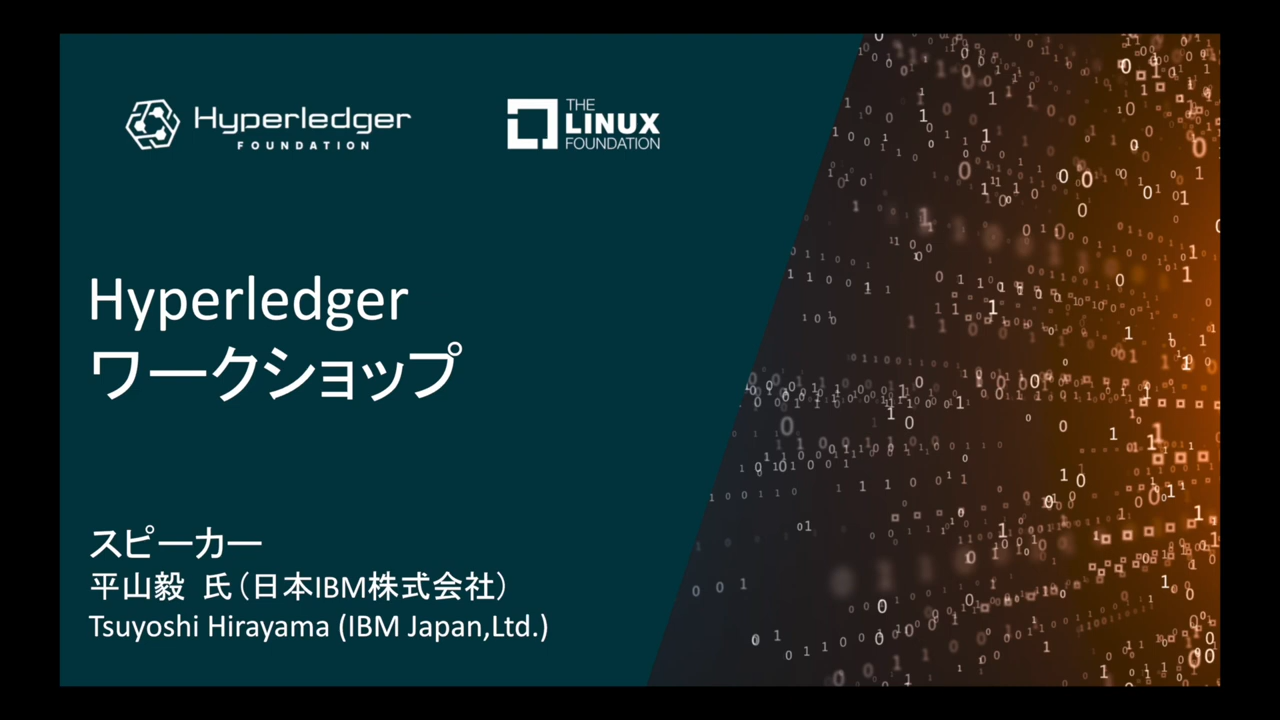 Hyperledger
FOUNDATION
THE
LINUX
FOUNDATION
Hyperledger
ワークショップ
スピーカー
平山毅 氏（日本IBM株式会社）
Tsuyoshi Hirayama (IBM Japan,Ltd.)